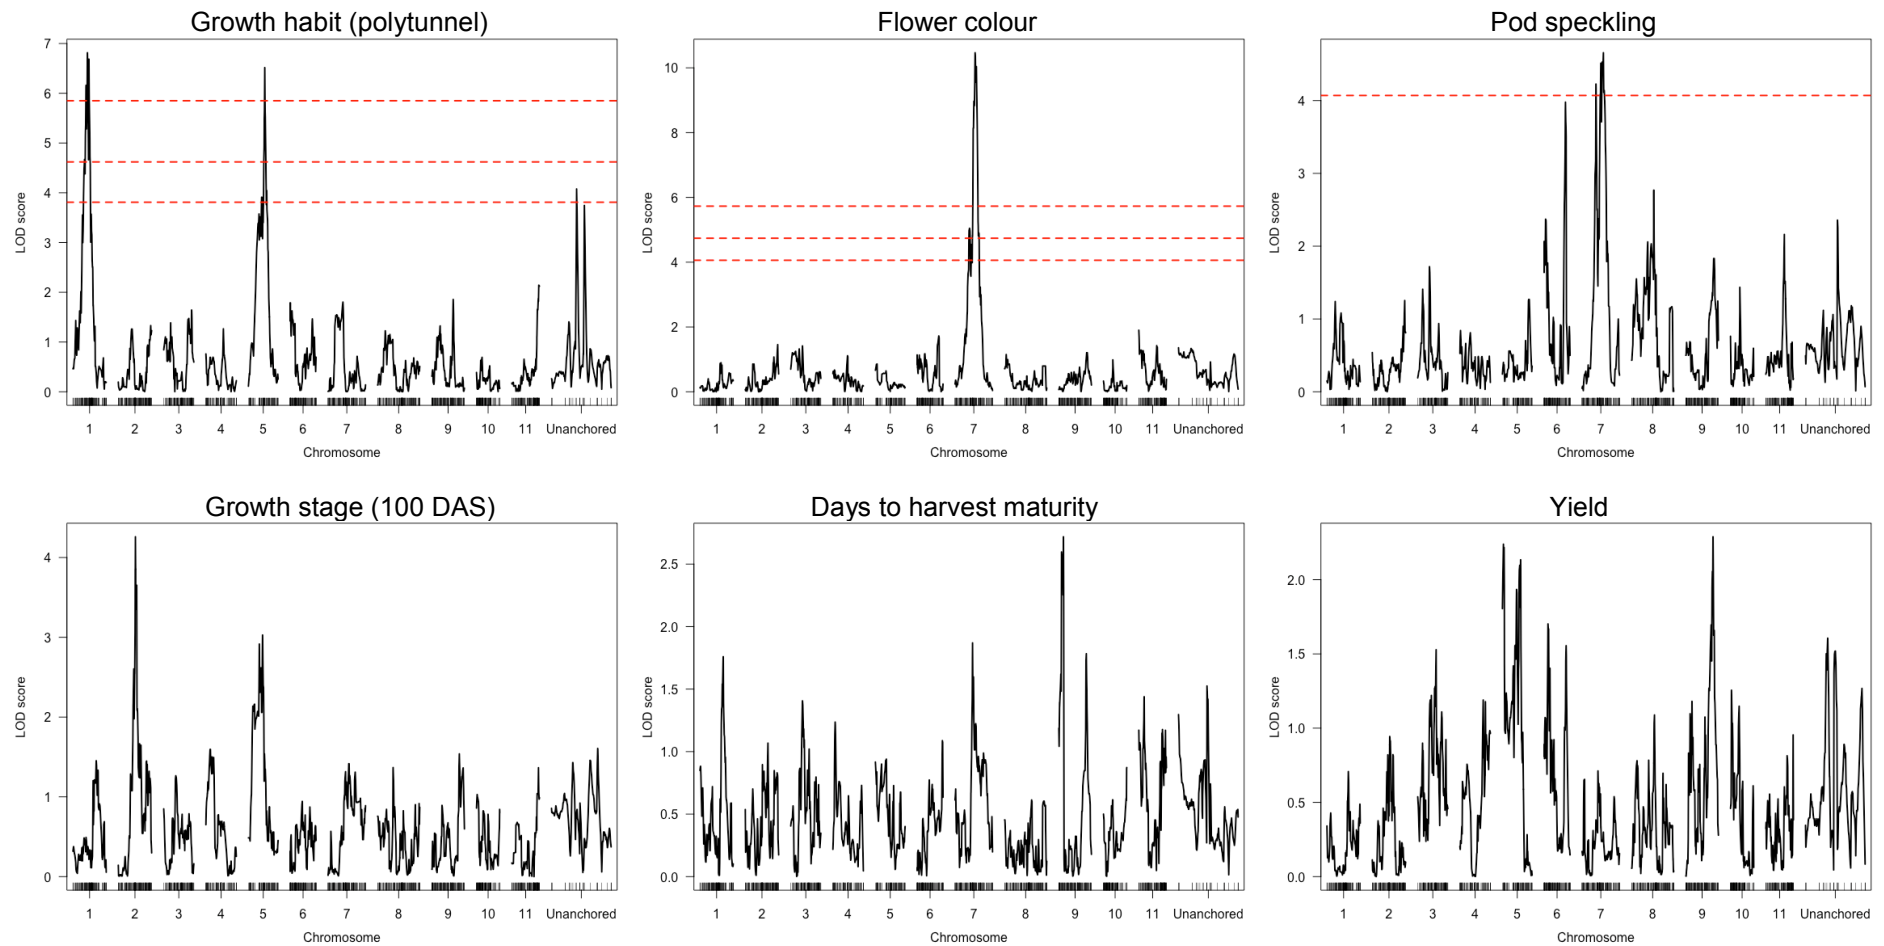 Growth habit (polytunnel)
7
6
5
4
3
2
1
0
LOD score
1 2 3 4 5 6 7 8 9 10 11 Unanchored
Chromosome
Flower colour
10
8
6
4
2
0
LOD score
1 2 3 4 5 6 7 8 9 10 11 Unanchored
Chromosome
Pod speckling
4
3
2
1
0
LOD score
1 2 3 4 5 6 7 8 9 10 11 Unanchored
Chromosome
Growth stage (100 DAS)
4
3
2
1
0
LOD score
1 2 3 4 5 6 7 8 9 10 11 Unanchored
Chromosome
Days to harvest maturity
2.5
2.0
1.5
1.0
0.5
0.0
LOD score
1 2 3 4 5 6 7 8 9 10 11 Unanchored
Chromosome
Yield
2.0
1.5
1.0
0.5
0.0
LOD score
1 2 3 4 5 6 7 8 9 10 11 Unanchored
Chromosome